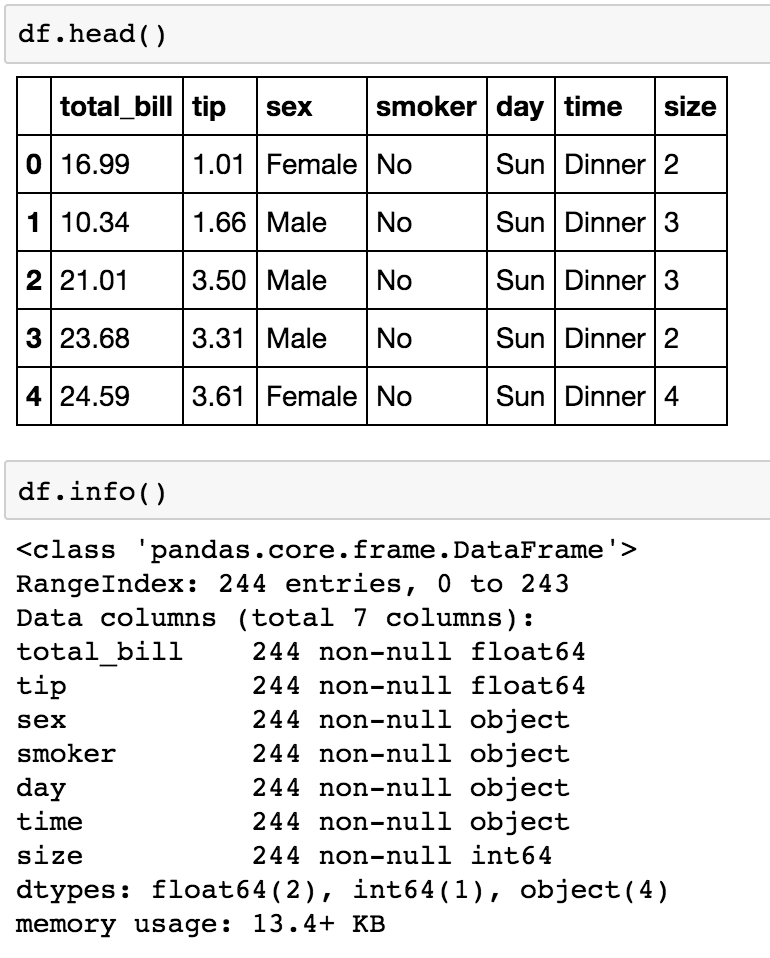 df.head()
total_bill tip sex smoker day time size
0 16.99 1.01 Female No Sun Dinner 2
1 10.34 1.66 Male No Sun Dinner 3
2 21.01 3.50 Male No Sun Dinner 3
3 23.68 3.31 Male No Sun Dinner 2
4 24.59 3.61 Female No Sun Dinner 4
df.info()
<class 'pandas.core.frame.DataFrame'>
RangeIndex: 244 entries, 0 to 243
Data columns (total 7 columns):
total_bill    244 non-null float64
tip           244 non-null float64
sex           244 non-null object
smoker        244 non-null object
day           244 non-null object
time          244 non-null object
size          244 non-null int64
dtypes: float64(2), int64(1), object(4)
memory usage: 13.4+ KB